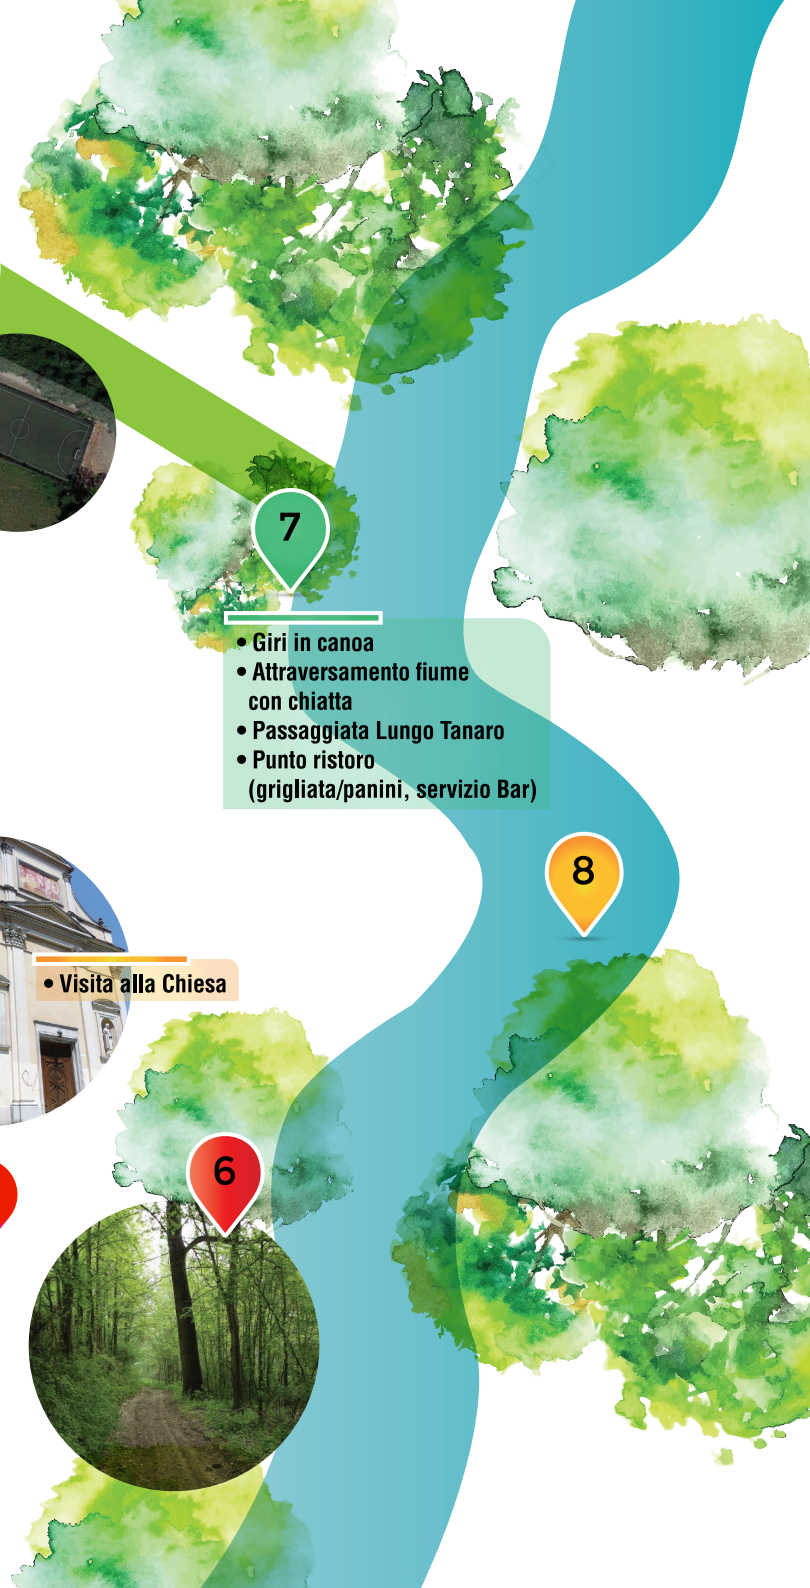 7
• Giri in canoa
• Attraversamento fiume
con chiatta
• Passaggiata Lungo Tanaro
• Punto ristoro
(grigliata/panini, servizio Bar)
8
• Visita alla Chiesa
6